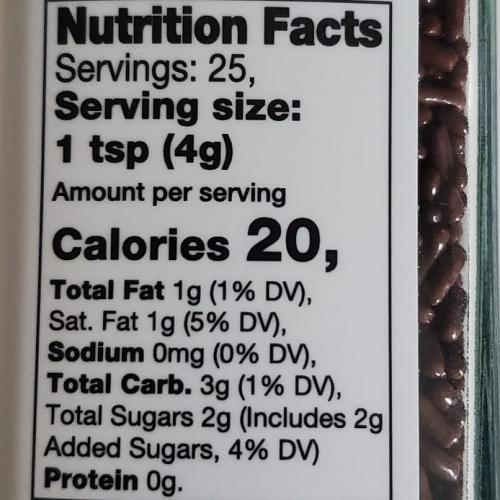 Nutrition Facts
Servings: 25,
Serving size:
1 tsp (4g)
Amount per serving
Calories 20,
Total Fat 1g (1% DV),
Sat. Fat 1g (5% DV),
Sodium 0mg (0% DV),
Total Carb. 3g (1% DV),
Total Sugars 2g (Includes 2g
Added Sugars, 4% DV)
Protein 0g.